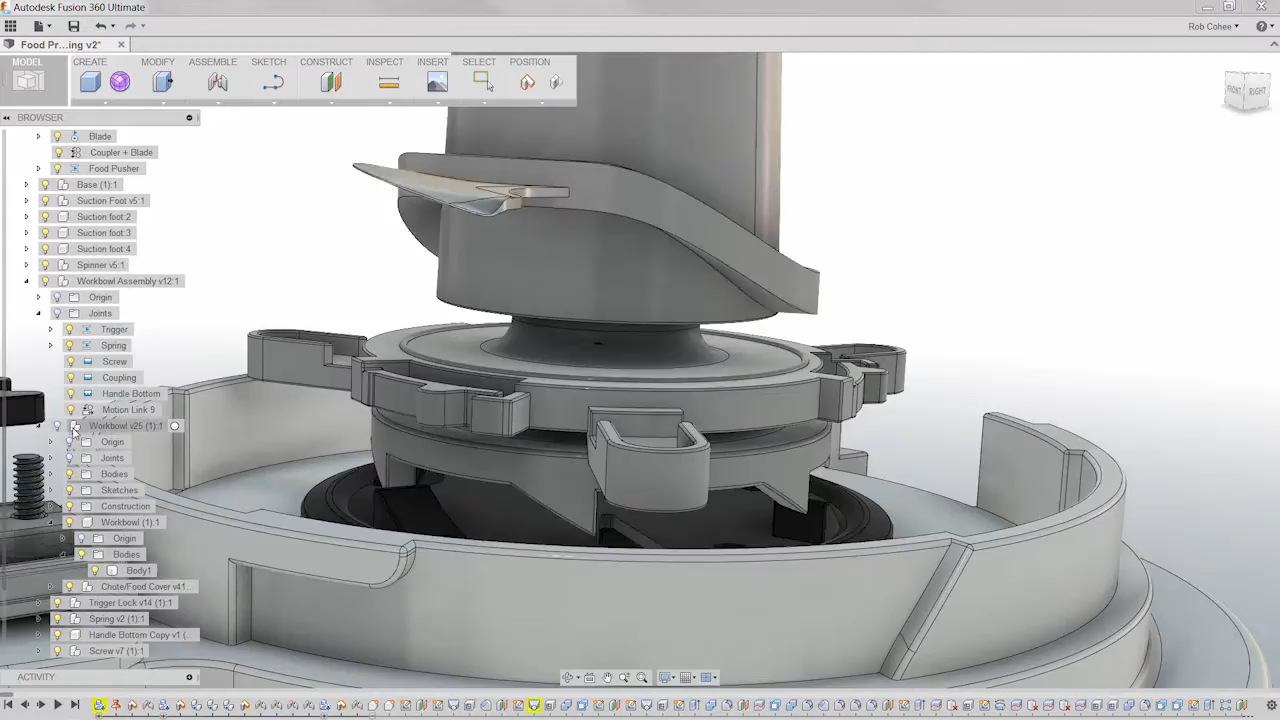 Autodesk Fusion 360 Ultimate
Rob Cohee
Food Pr...ing v2*
MODEL
CREATE
MODIFY
ASSEMBLE
SKETCH
CONSTRUCT
INSPECT
INSERT
SELECT
POSITION
FRONT
RIGHT
BROWSER
Blade
Coupler + Blade
Food Pusher
Base (1):1
Suction Foot v5:1
Suction foot:2
Suction foot:3
Suction foot:4
Spinner v5:1
Workbowl Assembly v12:1
Origin
Joints
Trigger
Spring
Screw
Coupling
Handle Bottom
Motion Link 9
Workbowl v25 (1):1
Origin
Joints
Bodies
Sketches
Construction
Workbowl (1):1
Origin
Bodies
Body1
Chute/Food Cover v41...
Trigger Lock v14 (1):1
Spring v2 (1):1
Handle Bottom Copy v1 (...
Screw v7 (1):1
ACTIVITY